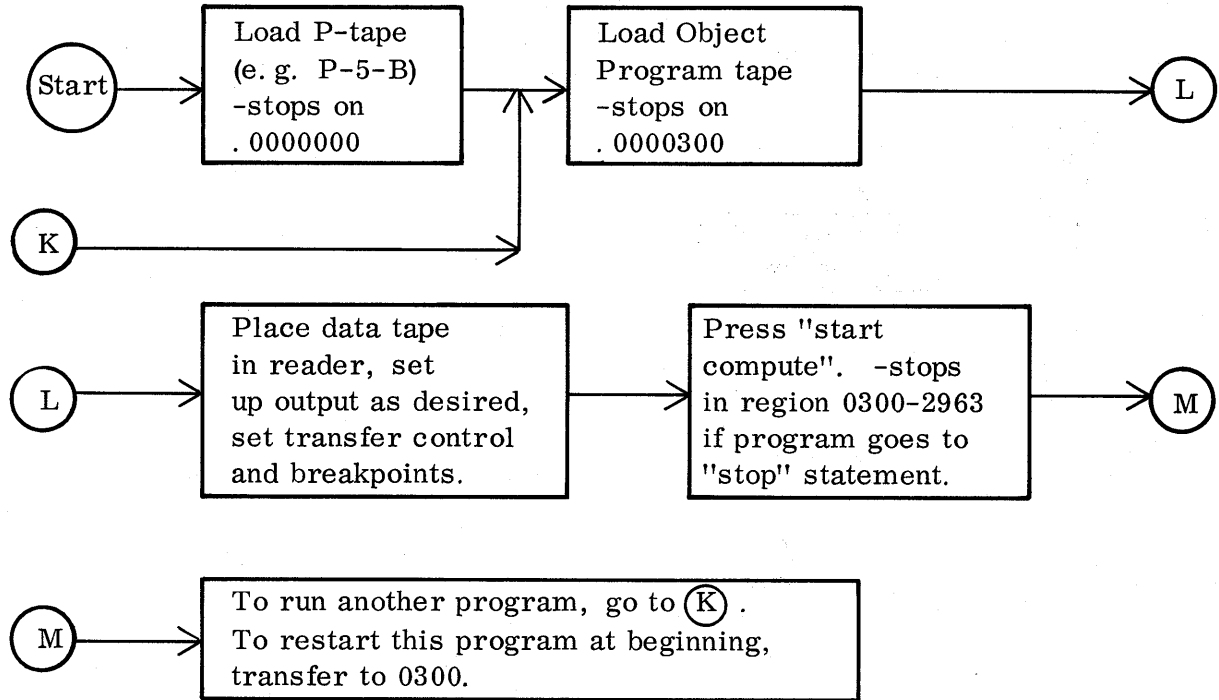 Start
Load P-tape
(e. g. P-5-B)
-stops on
. 0000000
Load Object
Program tape
-stops on
. 0000300
L
K
L
Place data tape
in reader, set
up output as desired,
set transfer control
and breakpoints.
Press "start
compute". -stops
in region 0300-2963
if program goes to
"stop" statement.
M
M
To run another program, go to K .
To restart this program at beginning,
transfer to 0300.